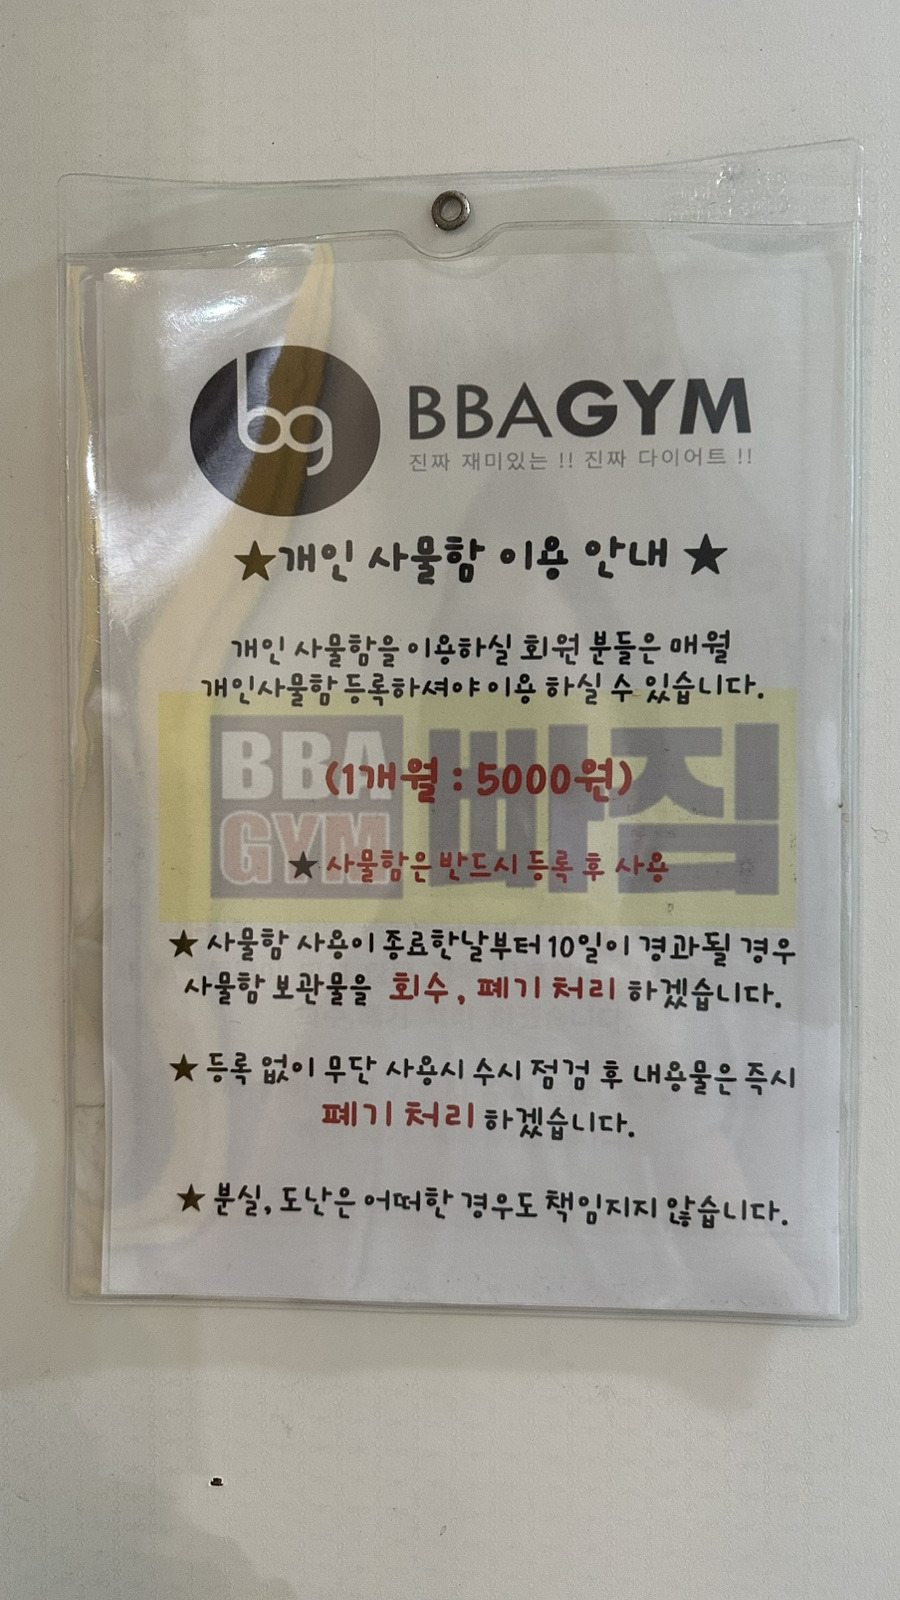 bg
BBAGYM
진짜 재미있는 !! 진짜 다이어트 !!
★개인 사물함 이용 안내 ★
개인 사물함을 이용하실 회원 분들은 매월
개인사물함 등록하셔야 이용 하실 수 있습니다.
BBA GYM 빠짐
(1개월 : 5000원)
★ 사물함은 반드시 등록 후 사용
★ 사물함 사용이 종료한날부터 10일이 경과될 경우
사물함 보관물을 회수, 폐기 처리 하겠습니다.
★ 등록 없이 무단 사용시 수시 점검 후 내용물은 즉시
폐기 처리 하겠습니다.
★ 분실, 도난은 어떠한 경우도 책임지지 않습니다.